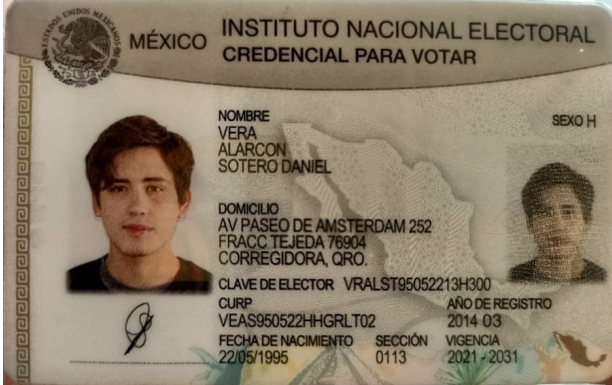 ESTADOS UNIDOS MEXICANOS
MÉXICO
INSTITUTO NACIONAL ELECTORAL
CREDENCIAL PARA VOTAR
NOMBRE
SEXO H
VERA
ALARCON
SOTERO DANIEL
DOMICILIO
AV PASEO DE AMSTERDAM 252
FRACC TEJEDA 76904
CORREGIDORA, QRO.
CLAVE DE ELECTOR VRALST95052213H300
CURP
AÑO DE REGISTRO
VEAS950522HHGRLT02
2014 03
FECHA DE NACIMIENTO SECCIÓN VIGENCIA
22/05/1995 0113 2021 - 2031